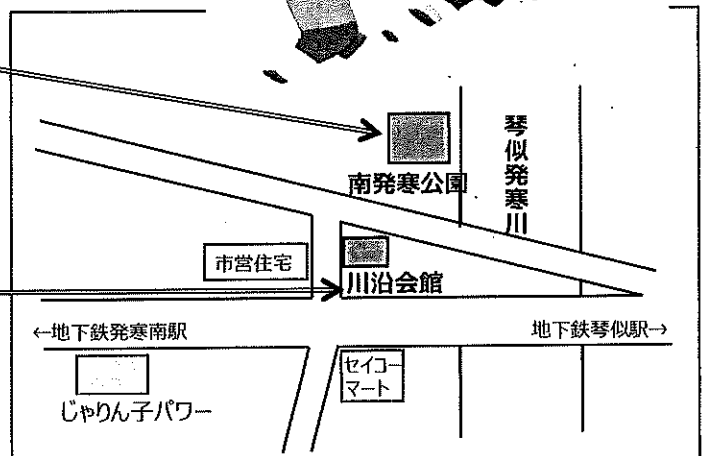 琴似発寒川
南発寒公園
市営住宅
川沿会館
←地下鉄発寒南駅
地下鉄琴似駅→
セイコー
マート
じゃりん子パワー